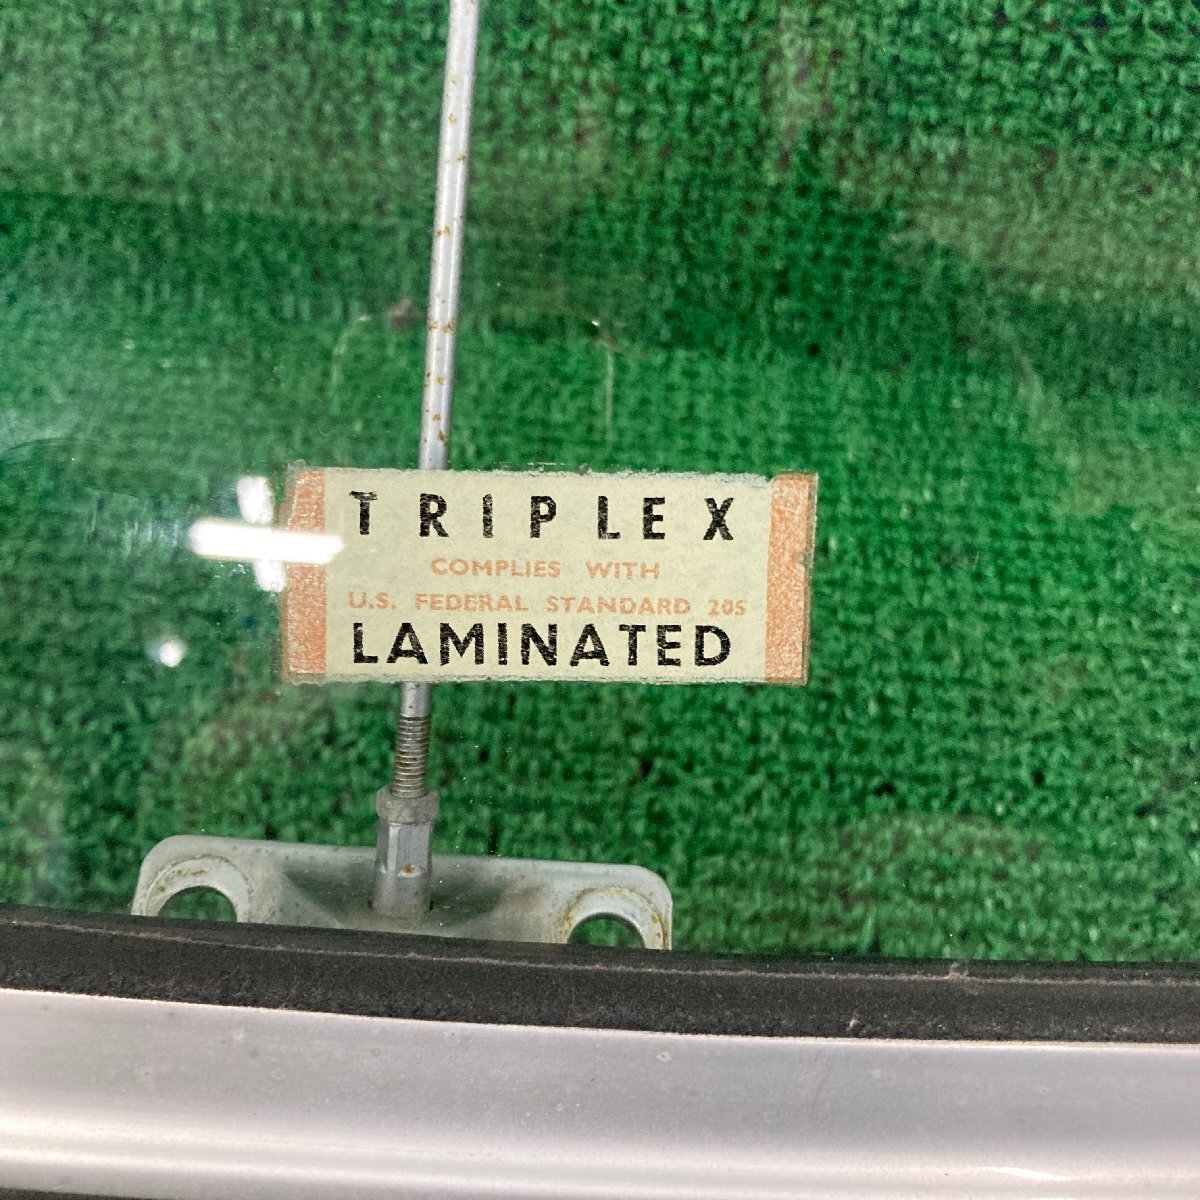 TRIPLEX
COMPLIES WITH
U.S. FEDERAL STANDARD 205
LAMINATED